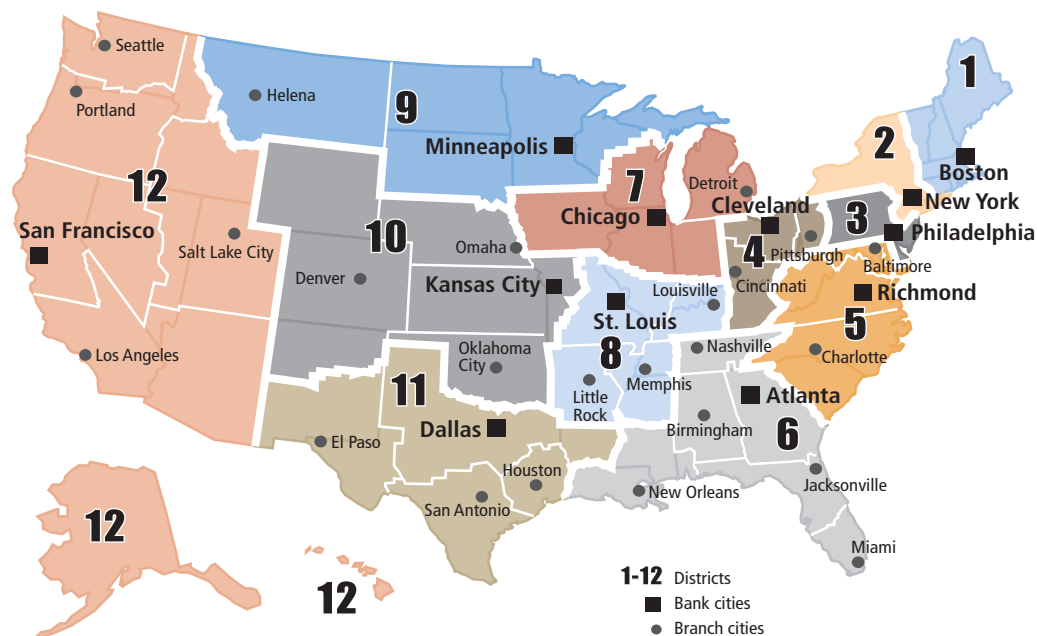 Seattle
1
Portland
Helena
9
Minneapolis
2
Boston
12
7
Detroit
Cleveland
New York
San Francisco
Chicago
3
Philadelphia
Salt Lake City
10
Omaha
4
Pittsburgh
Baltimore
Denver
Kansas City
Cincinnati
Louisville
Richmond
St. Louis
5
Los Angeles
Oklahoma
City
8
Nashville
Charlotte
11
Little
Rock
Memphis
Atlanta
El Paso
Dallas
Birmingham
6
Houston
San Antonio
New Orleans
Jacksonville
12
Miami
12
1-12 Districts
Bank cities
Branch cities